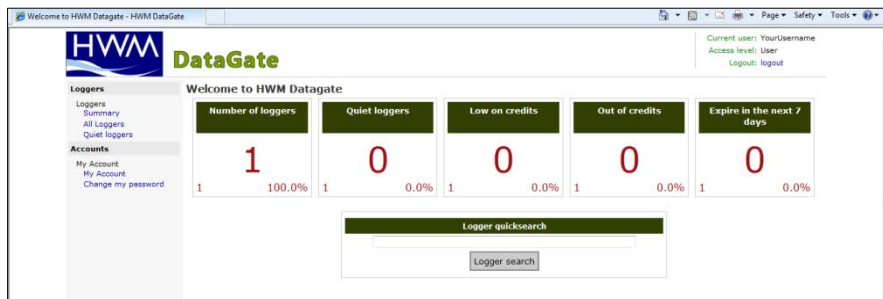 Welcome to HWM Datagate - HWM DataGate
Page Safety Tools
HWM DataGate
Current user: YourUsername
Access level: User
Logout: logout
Loggers
Loggers
Summary
All Loggers
Quiet loggers
Accounts
My Account
My Account
Change my password
Welcome to HWM Datagate
Number of loggers
1
1 100.0%
Quiet loggers
0
1 0.0%
Low on credits
0
1 0.0%
Out of credits
0
1 0.0%
Expire in the next 7
days
0
1 0.0%
Logger quicksearch
Logger search